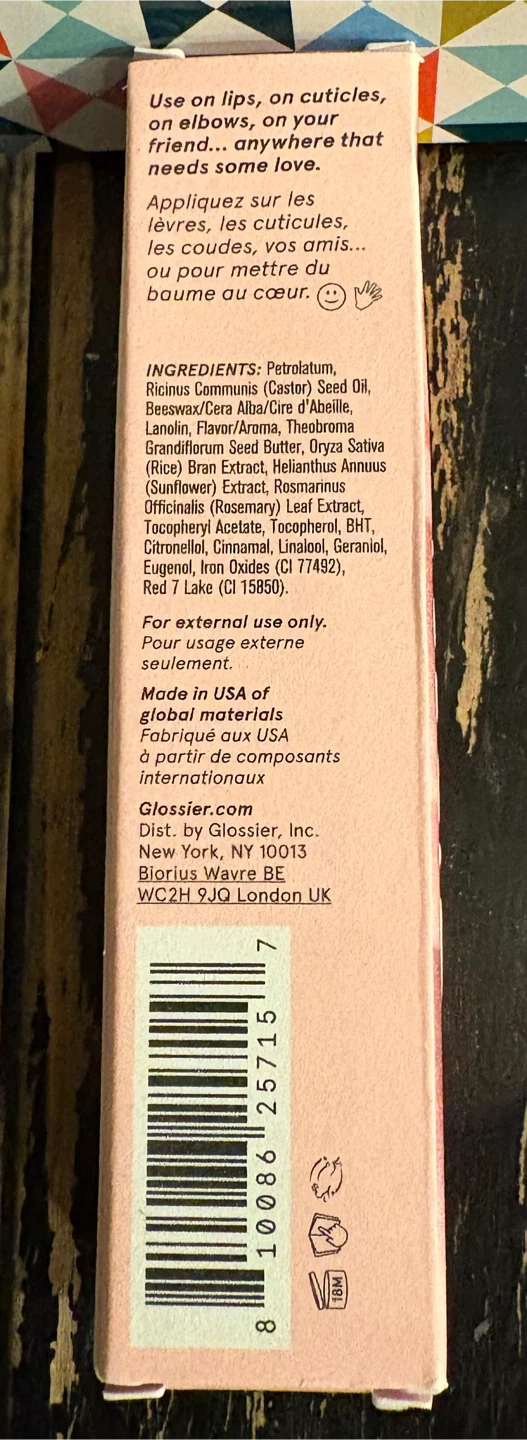 Use on lips, on cuticles,
on elbows, on your
friend... anywhere that
needs some love.
Appliquez sur les
lèvres, les cuticules,
les coudes, vos amis...
ou pour mettre du
baume au cœur.
INGREDIENTS: Petrolatum,
Ricinus Communis (Castor) Seed Oil,
Beeswax/Cera Alba/Cire d'Abeille,
Lanolin, Flavor/Aroma, Theobroma
Grandiflorum Seed Butter, Oryza Sativa
(Rice) Bran Extract, Helianthus Annuus
(Sunflower) Extract, Rosmarinus
Officinalis (Rosemary) Leaf Extract,
Tocopheryl Acetate, Tocopherol, BHT,
Citronellol, Cinnamal, Linalool, Geraniol,
Eugenol, Iron Oxides (CI 77492),
Red 7 Lake (CI 15850).
For external use only.
Pour usage externe
seulement.
Made in USA of
global materials
Fabriqué aux USA
à partir de composants
internationaux
Glossier.com
Dist. by Glossier, Inc.
New York, NY 10013
Biorius Wavre BE
WC2H 9JQ London UK
8 10086 25715 7
18M